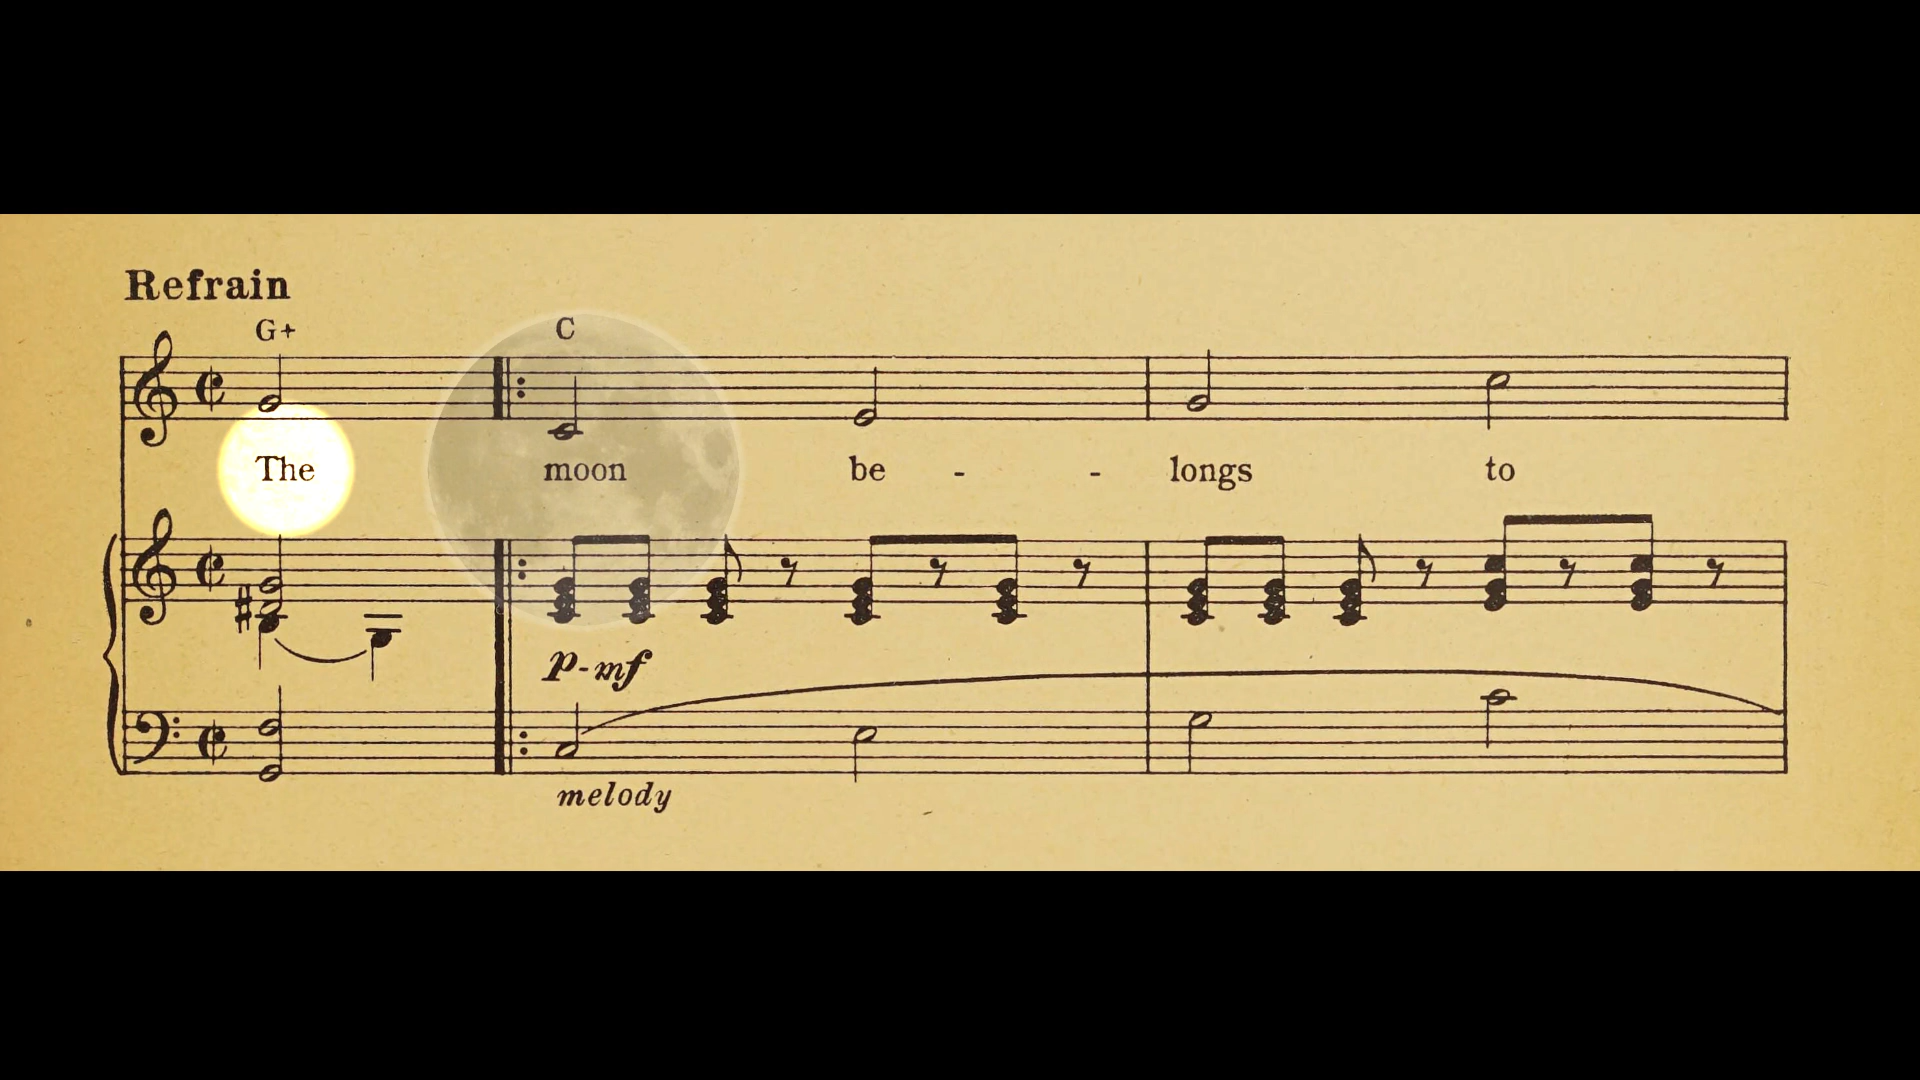 Refrain
G+ C
The moon be - - longs to
p-mf
melody